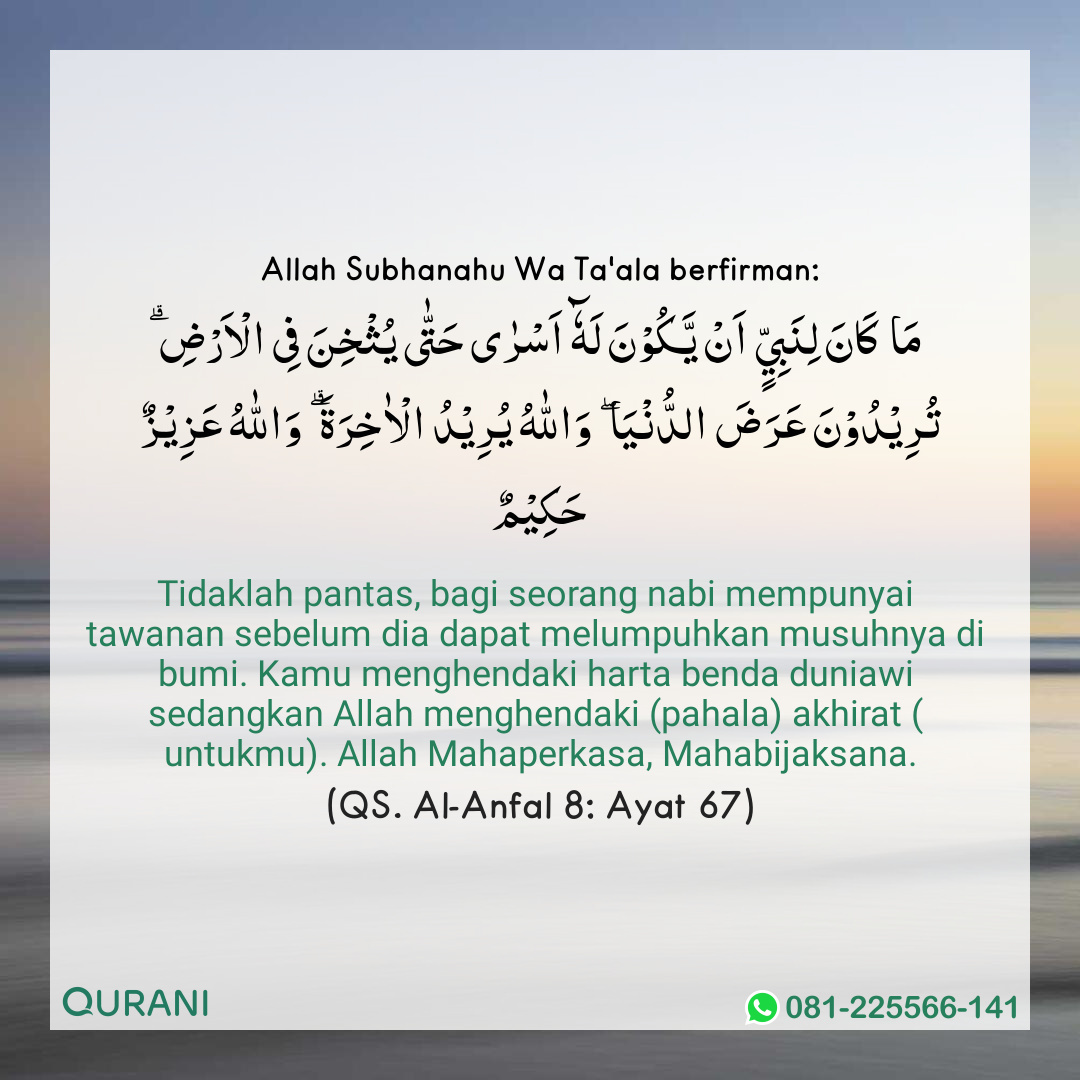 Allah Subhanahu Wa Ta'ala berfirman:
مَا كَانَ لِنَبِيٍّ اَنْ يَّكُوْنَ لَهٗٓ اَسْرٰى حَتّٰى يُثْخِنَ فِى الْاَرْضِۗ
تُرِيْدُوْنَ عَرَضَ الدُّنْيَاۖ وَاللّٰهُ يُرِيْدُ الْاٰخِرَةَۗ وَاللّٰهُ عَزِيْزٌ
حَكِيْمٌ
Tidaklah pantas, bagi seorang nabi mempunyai
tawanan sebelum dia dapat melumpuhkan musuhnya di
bumi. Kamu menghendaki harta benda duniawi
sedangkan Allah menghendaki (pahala) akhirat (
untukmu). Allah Mahaperkasa, Mahabijaksana.
(QS. Al-Anfal 8: Ayat 67)
QURANI
081-225566-141